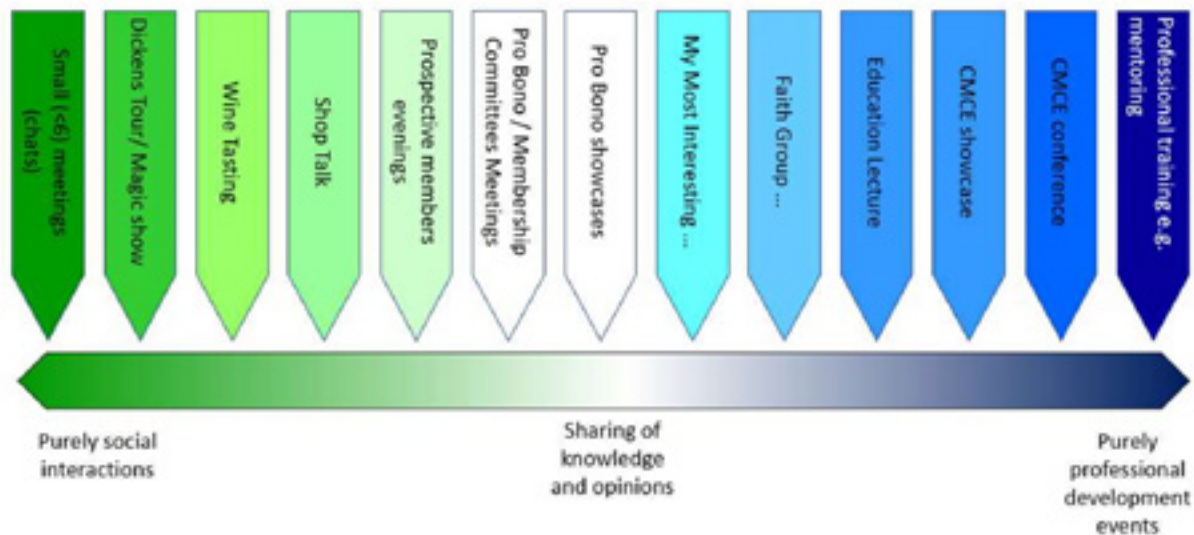 Small (<6) meetings
(chats)
Dickens Tour/ Magic show
Wine Tasting
Shop Talk
Prospective members
evenings
Pro Bono / Membership
Committees Meetings
Pro Bono showcases
My Most Interesting ...
Faith Group ...
Education Lecture
CMCE showcase
CMCE conference
Professional training e.g.
mentoring
Purely social
interactions
Sharing of
knowledge
and opinions
Purely
professional
development
events